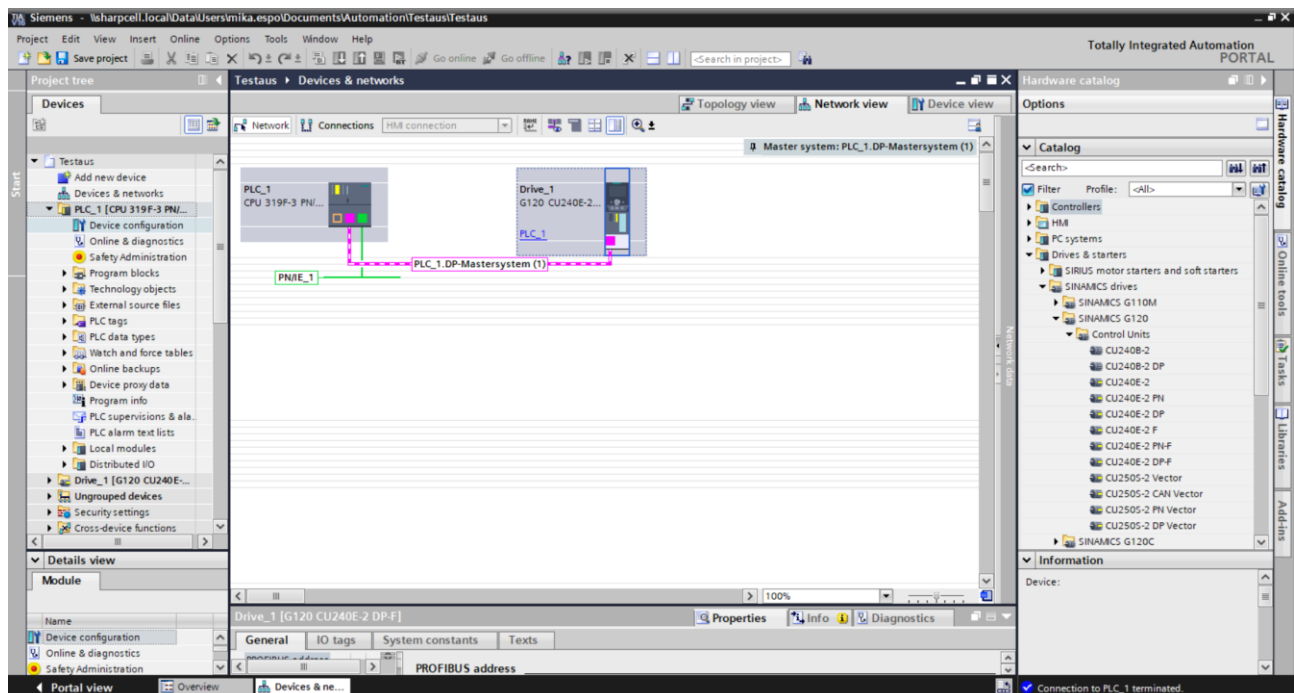 Siemens - \\sharpcell.local\Data\Users\mika.espo\Documents\Automation\Testaus\Testaus
Project Edit View Insert Online Options Tools Window Help
Totally Integrated Automation
PORTAL
Save project
Go online
Go offline
<Search in project>
Project tree
Devices
Start
Testaus
Add new device
Devices & networks
PLC_1 [CPU 319F-3 PN/...
Device configuration
Online & diagnostics
Safety Administration
Program blocks
Technology objects
External source files
PLC tags
PLC data types
Watch and force tables
Online backups
Device proxy data
Program info
PLC supervisions & ala..
PLC alarm text lists
Local modules
Distributed I/O
Drive_1 [G120 CU240E-...
Ungrouped devices
Security settings
Cross-device functions
Details view
Module
Name
Device configuration
Online & diagnostics
Safety Administration
Testaus Devices & networks
Topology view
Network view
Device view
Network
Connections
HMI connection
Master system: PLC_1.DP-Mastersystem (1)
PLC_1
CPU 319F-3 PN/...
Drive_1
G120 CU240E-2...
PLC_1
PLC_1.DP-Mastersystem (1)
PN/IE_1
Network data
100%
Drive_1 [G120 CU240E-2 DP-F]
Properties
Info
Diagnostics
General
IO tags
System constants
Texts
PROFIBUS address
PROFIBUS address
Hardware catalog
Options
Catalog
<Search>
Filter
Profile:
<All>
Controllers
HMI
PC systems
Drives & starters
SIRIUS motor starters and soft starters
SINAMICS drives
SINAMICS G110M
SINAMICS G120
Control Units
CU240B-2
CU240B-2 DP
CU240E-2
CU240E-2 PN
CU240E-2 DP
CU240E-2 F
CU240E-2 PN-F
CU240E-2 DP-F
CU250S-2 Vector
CU250S-2 CAN Vector
CU250S-2 PN Vector
CU250S-2 DP Vector
SINAMICS G120C
Information
Device:
Hardware catalog
Online tools
Tasks
Libraries
Add-ins
Portal view
Overview
Devices & ne...
Connection to PLC_1 terminated.